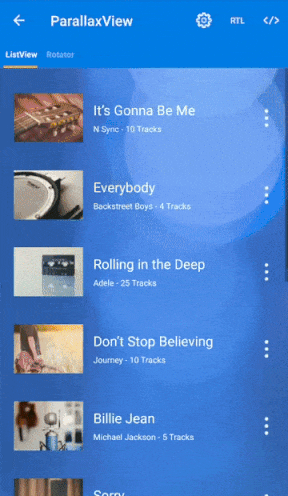 ParallaxView
RTL
</>
ListView
Rotator
It's Gonna Be Me
N Sync - 10 Tracks
Everybody
Backstreet Boys - 4 Tracks
Rolling in the Deep
Adele - 25 Tracks
Don't Stop Believing
Journey - 10 Tracks
Billie Jean
Michael Jackson - 5 Tracks
Sorry